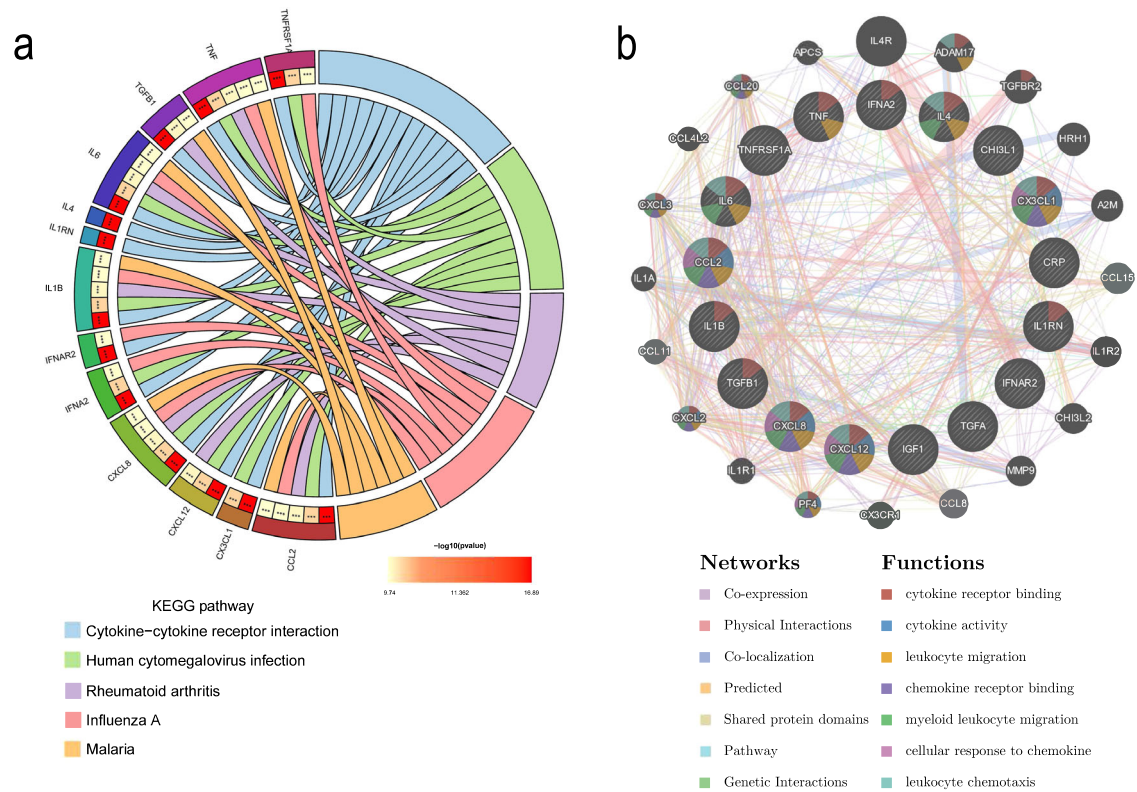 a
TNFRSF1A
TNF
TGFB1
IL6
IL4
IL1RN
IL1B
IFNAR2
IFNA2
CXCL8
CXCL12
CX3CL1
CCL2
−log10(pvalue)
9.74 11.362 16.89
KEGG pathway
Cytokine−cytokine receptor interaction
Human cytomegalovirus infection
Rheumatoid arthritis
Influenza A
Malaria
b
IL4R
APCS
ADAM17
CCL20
TGFBR2
IFNA2
TNF
IL4
CCL4L2
TNFRSF1A
CHI3L1
HRH1
CXCL3
IL6
CX3CL1
A2M
CCL2
CRP
IL1A
CCL15
IL1B
IL1RN
CCL11
IL1R2
TGFB1
IFNAR2
CXCL2
CXCL8
TGFA
CHI3L2
CXCL12
IGF1
IL1R1
MMP9
PF4
CX3CR1
CCL8
Networks
Co-expression
Physical Interactions
Co-localization
Predicted
Shared protein domains
Pathway
Genetic Interactions
Functions
cytokine receptor binding
cytokine activity
leukocyte migration
chemokine receptor binding
myeloid leukocyte migration
cellular response to chemokine
leukocyte chemotaxis